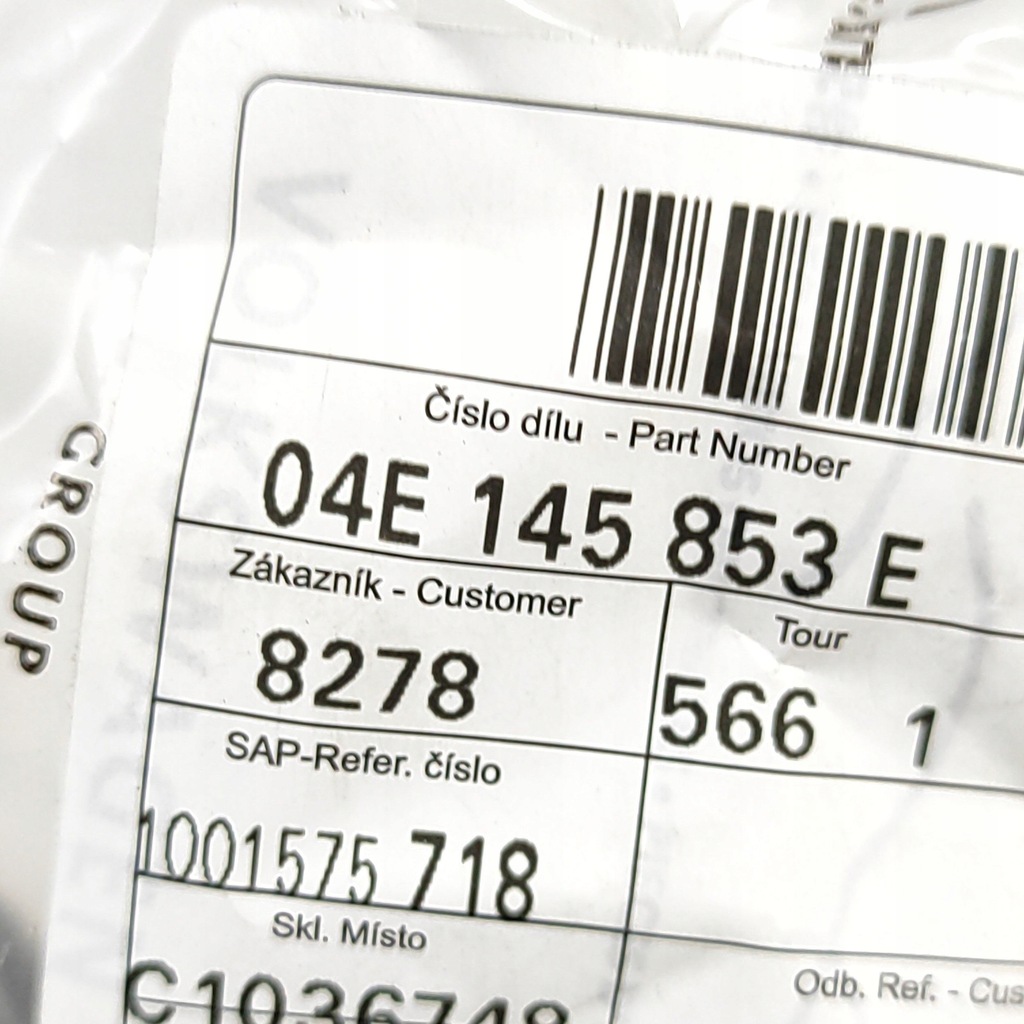 Číslo dílu - Part Number
04E 145 853 E
Zákazník - Customer
8278
Tour
566 1
SAP-Refer. číslo
1001575 718
Skl. Místo
C1036748
Odb. Ref. - Cus
GROUP